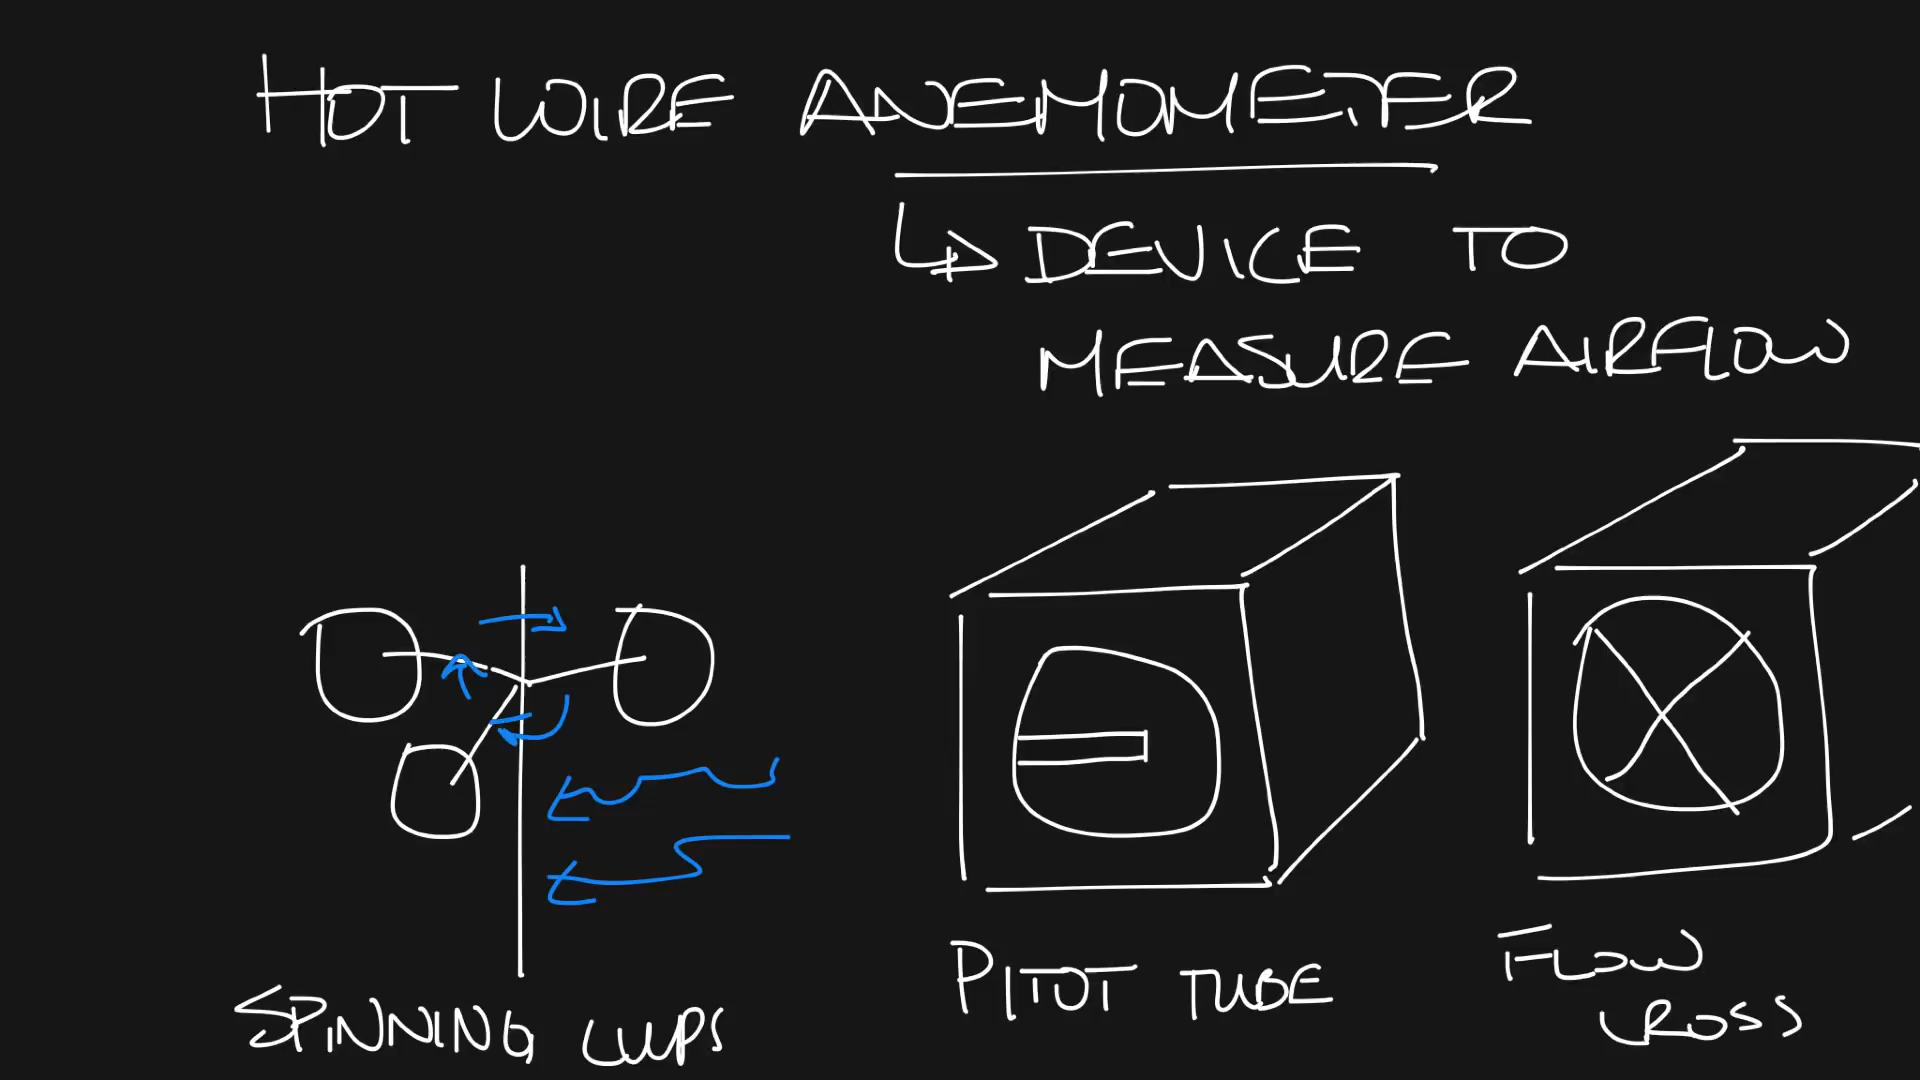 HOT WIRE ANEMOMETER
↳ DEVICE TO
MEASURE AIRFLOW
SPINNING CUPS
PITOT TUBE
FLOW
CROSS